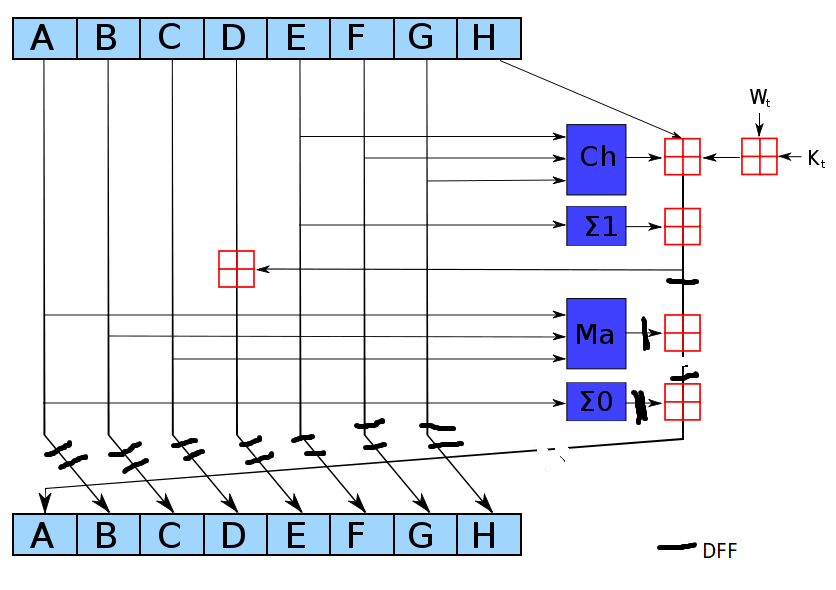 A B C D E F G H
W_t
Ch
K_t
Σ1
Ma
Σ0
A B C D E F G H
DFF